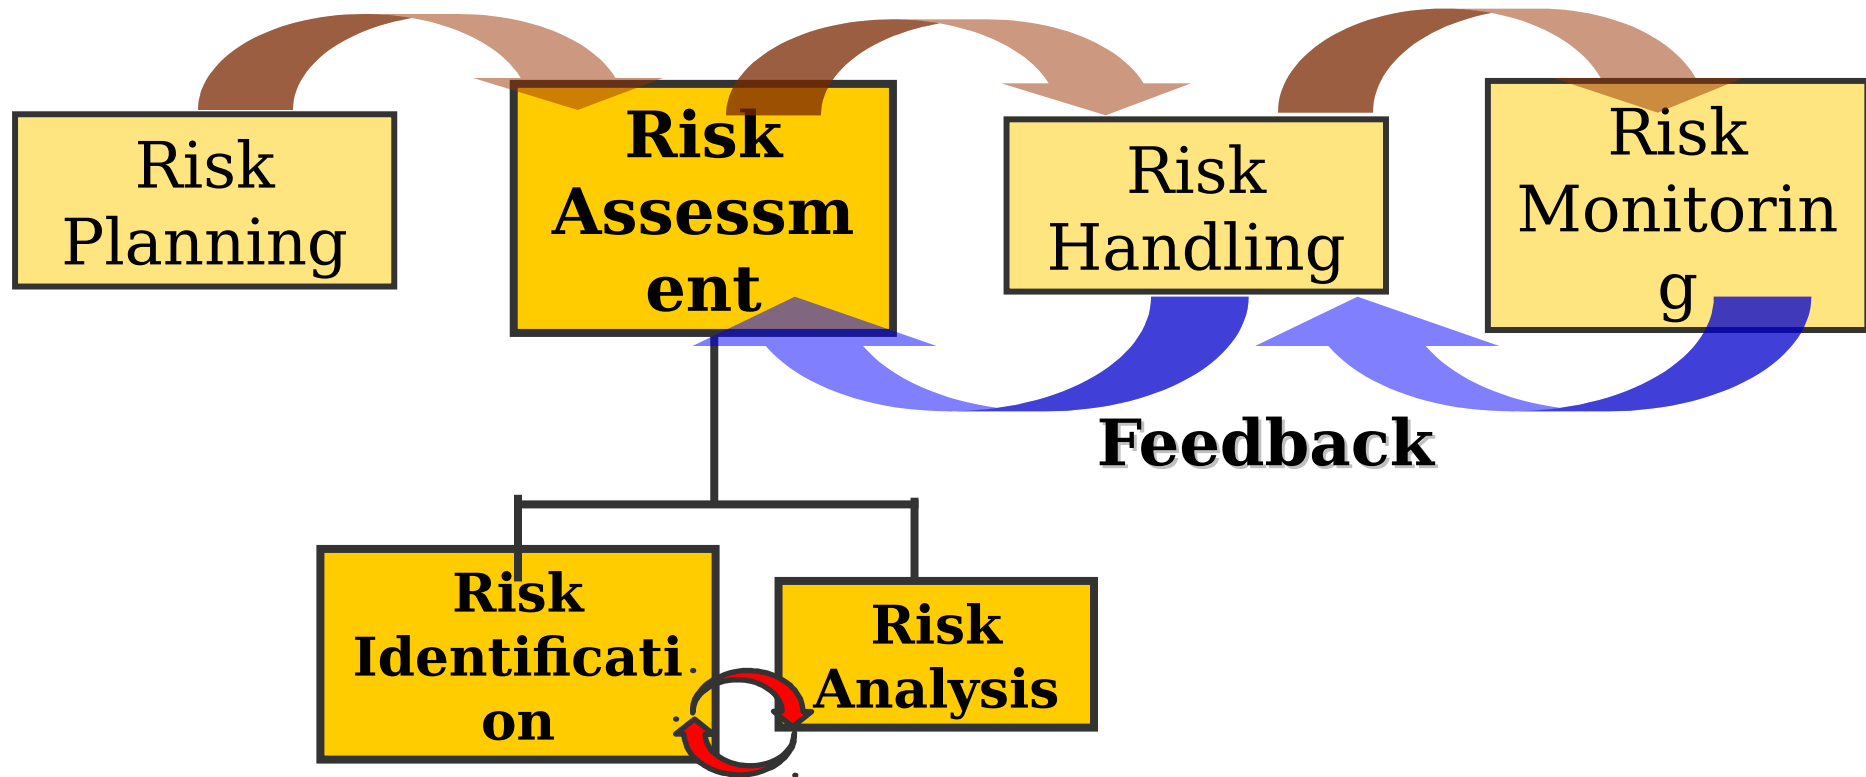 Risk
Planning
Risk
Assessm
ent
Risk
Handling
Risk
Monitorin
g
Feedback
Risk
Identificati
on
Risk
Analysis